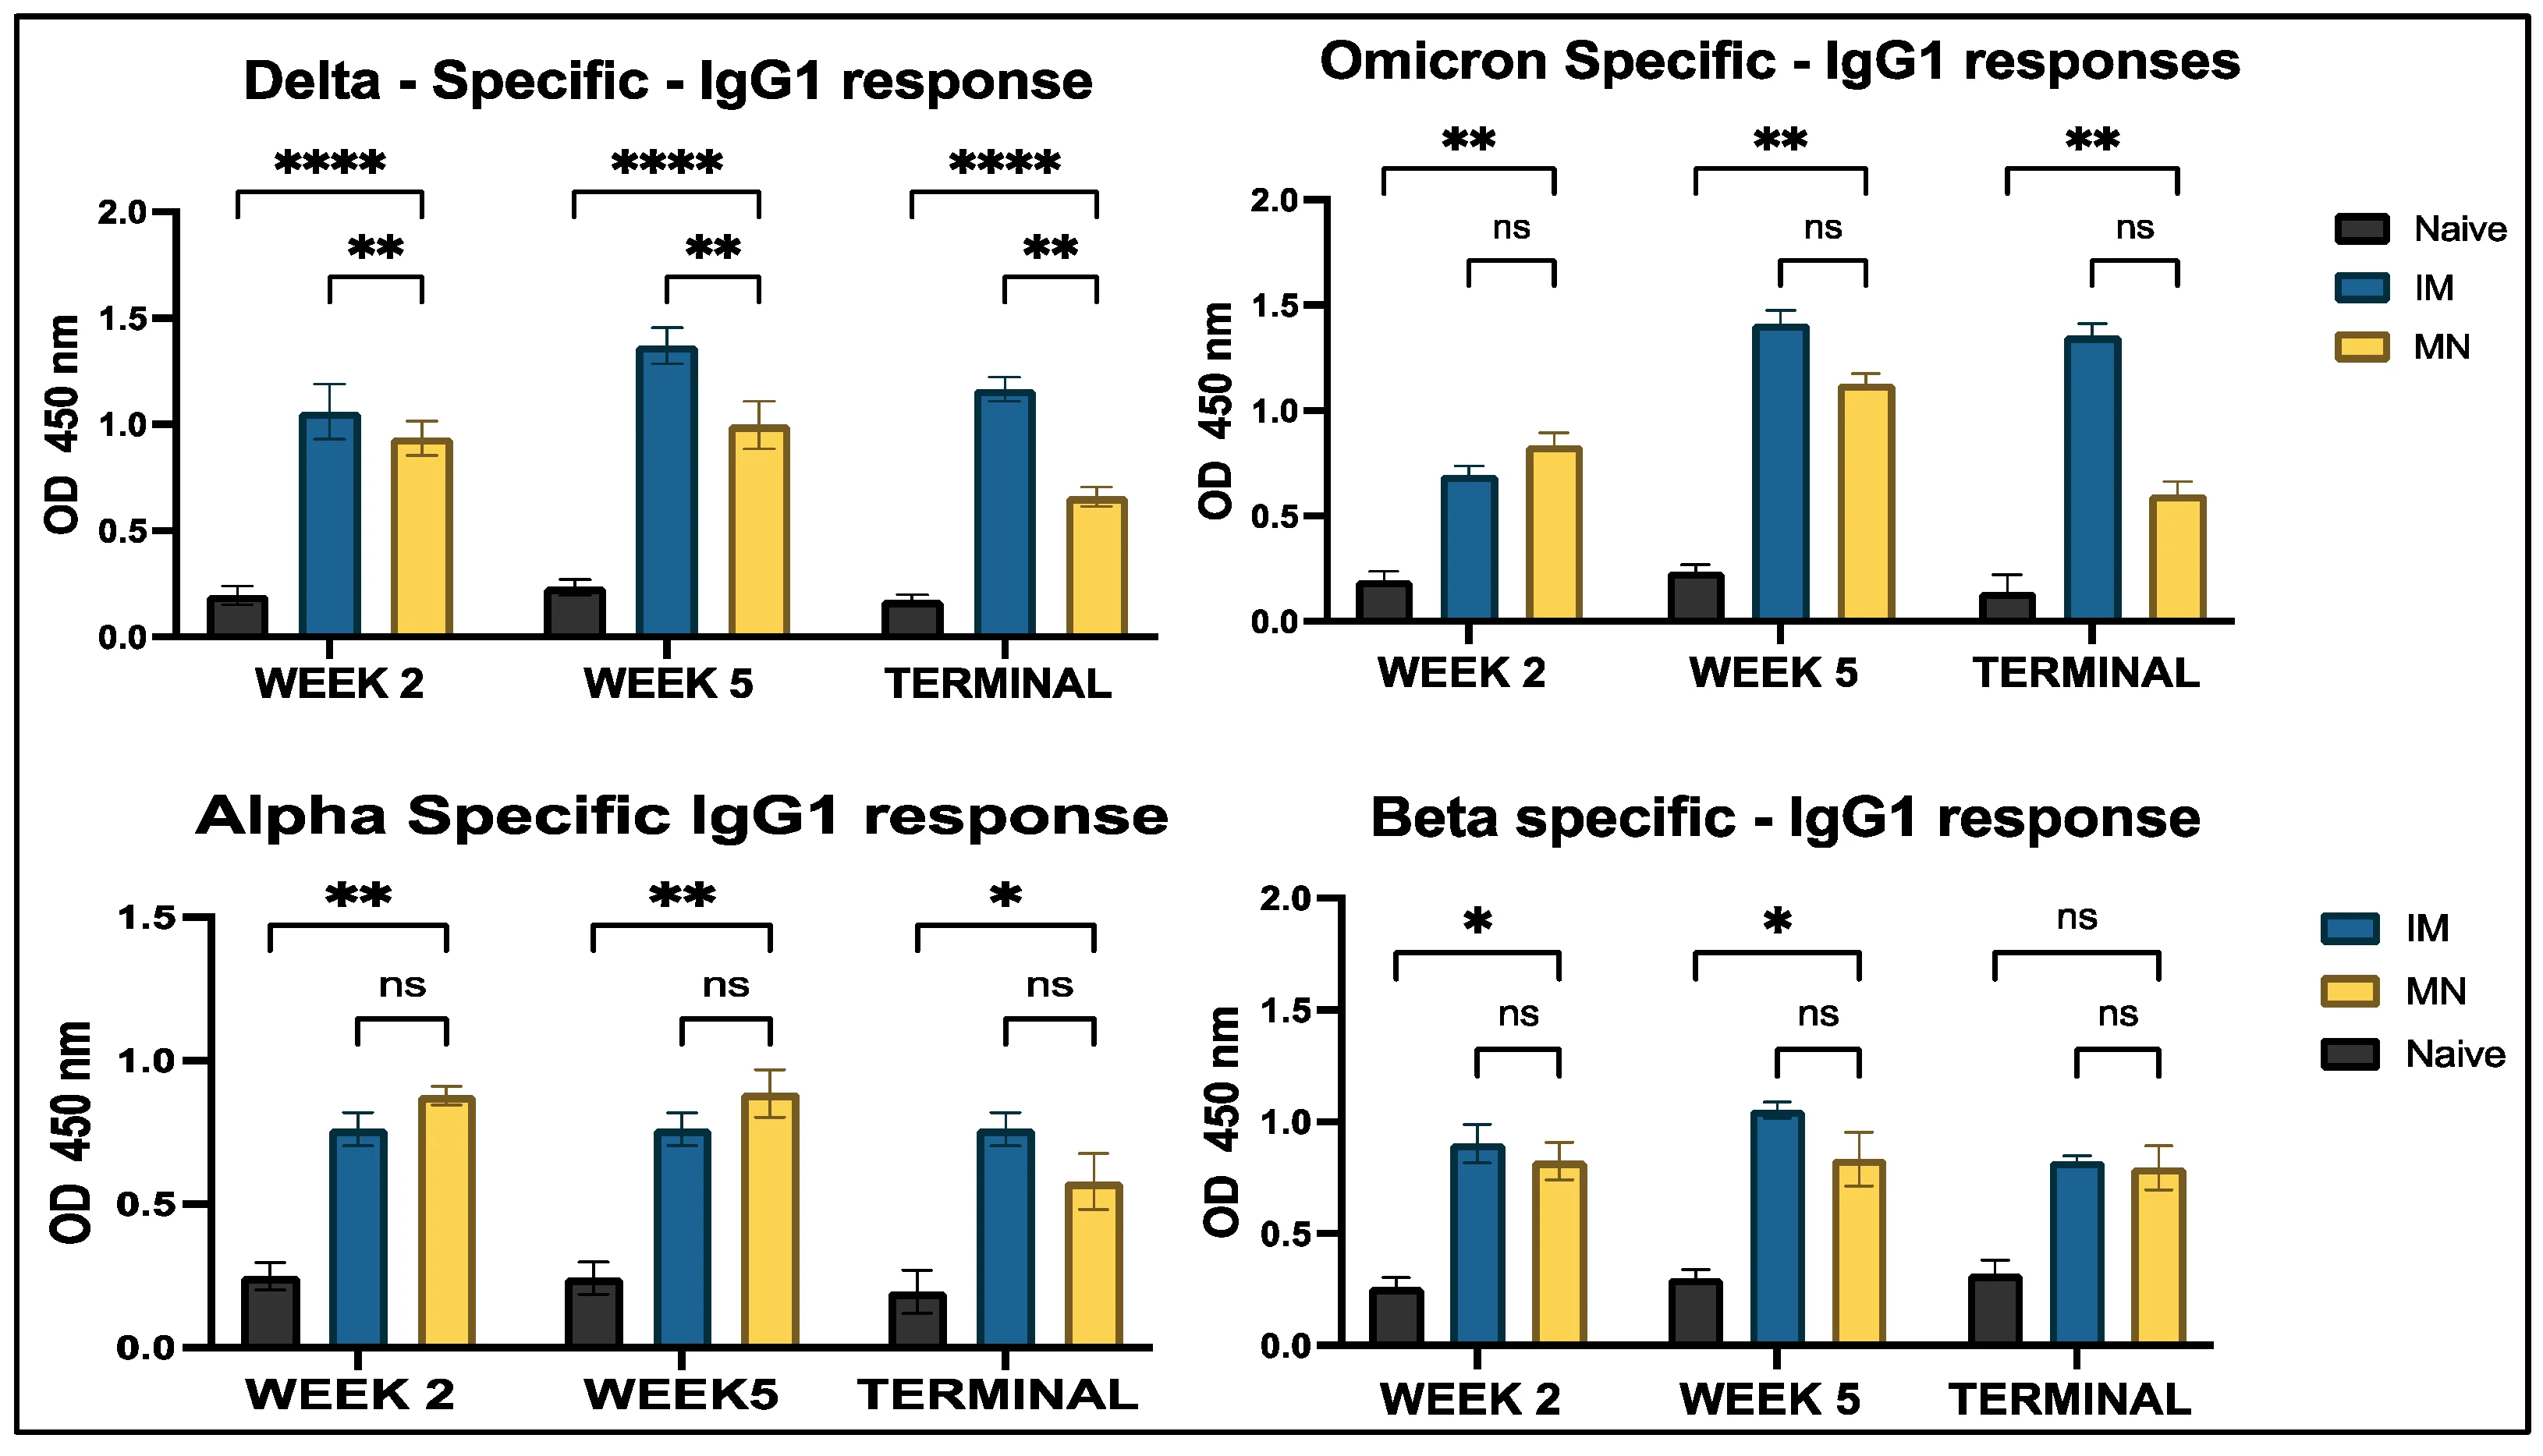 Delta - Specific - IgG1 response
**** **** ****
** ** **
OD 450 nm
2.0
1.5
1.0
0.5
0.0
WEEK 2 WEEK 5 TERMINAL
Omicron Specific - IgG1 responses
** ** **
ns ns ns
OD 450 nm
2.0
1.5
1.0
0.5
0.0
WEEK 2 WEEK 5 TERMINAL
Naive
IM
MN
Alpha Specific IgG1 response
** ** *
ns ns ns
OD 450 nm
1.5
1.0
0.5
0.0
WEEK 2 WEEK5 TERMINAL
Beta specific - IgG1 response
* * ns
ns ns ns
OD 450 nm
2.0
1.5
1.0
0.5
0.0
WEEK 2 WEEK 5 TERMINAL
IM
MN
Naive